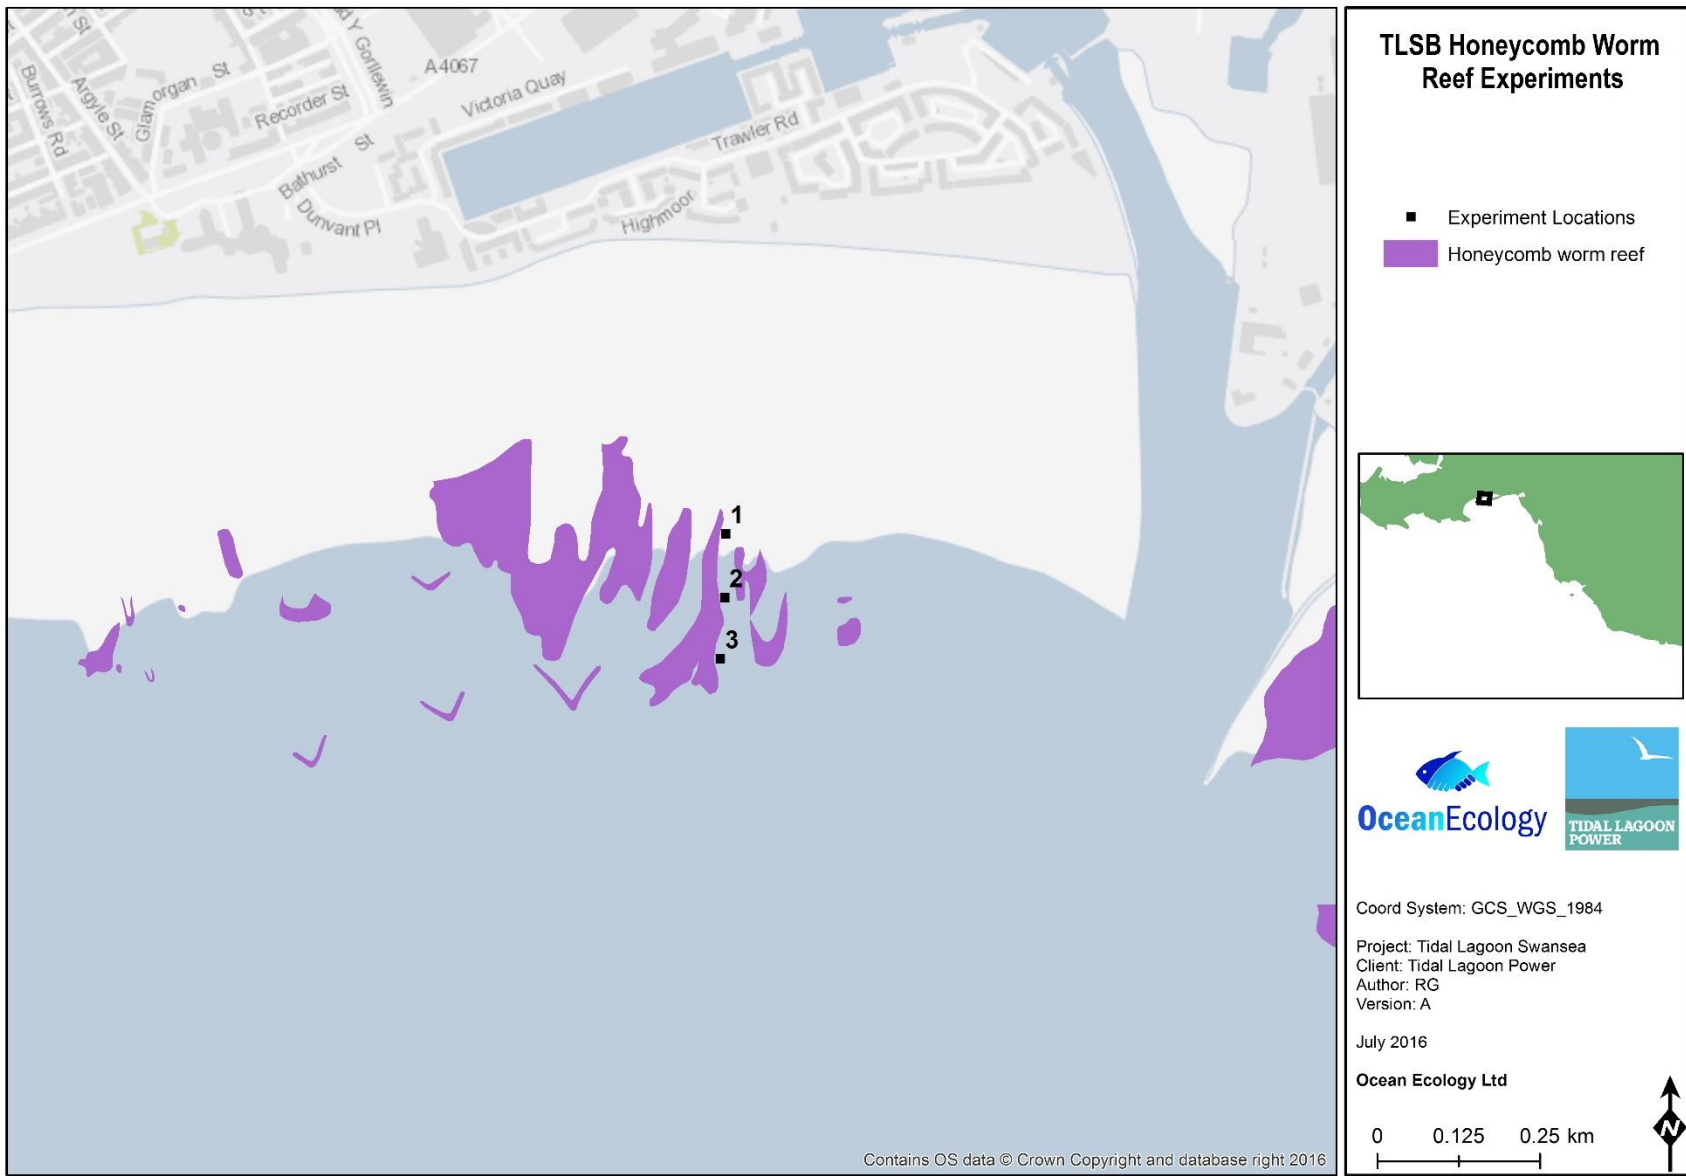 m St
Burrows Rd
Argyle St
Glamorgan St
Recorder St
Y Gorllewin
A 4067
Victoria Quay
Bathurst St
Dunvant Pl
Trawler Rd
Highmoor
1
2
3
Contains OS data © Crown Copyright and database right 2016
TLSB Honeycomb Worm
Reef Experiments
Experiment Locations
Honeycomb worm reef
OceanEcology
TIDAL LAGOON
POWER
Coord System: GCS_WGS_1984
Project: Tidal Lagoon Swansea
Client: Tidal Lagoon Power
Author: RG
Version: A
July 2016
Ocean Ecology Ltd
0 0.125 0.25 km
N